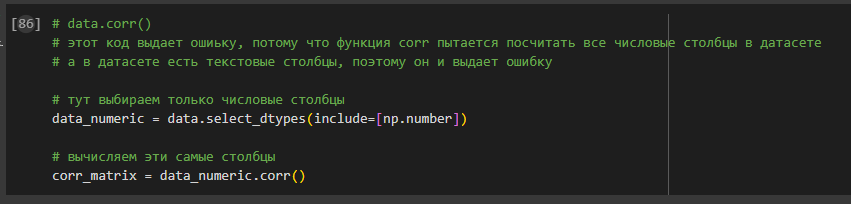 [86] # data.corr()
# этот код выдает ошиьку, потому что функция corr пытается посчитать все числовые столбцы в датасете
# а в датасете есть текстовые столбцы, поэтому он и выдает ошибку
# тут выбираем только числовые столбцы
data_numeric = data.select_dtypes(include=[np.number])
# вычисляем эти самые столбцы
corr_matrix = data_numeric.corr()